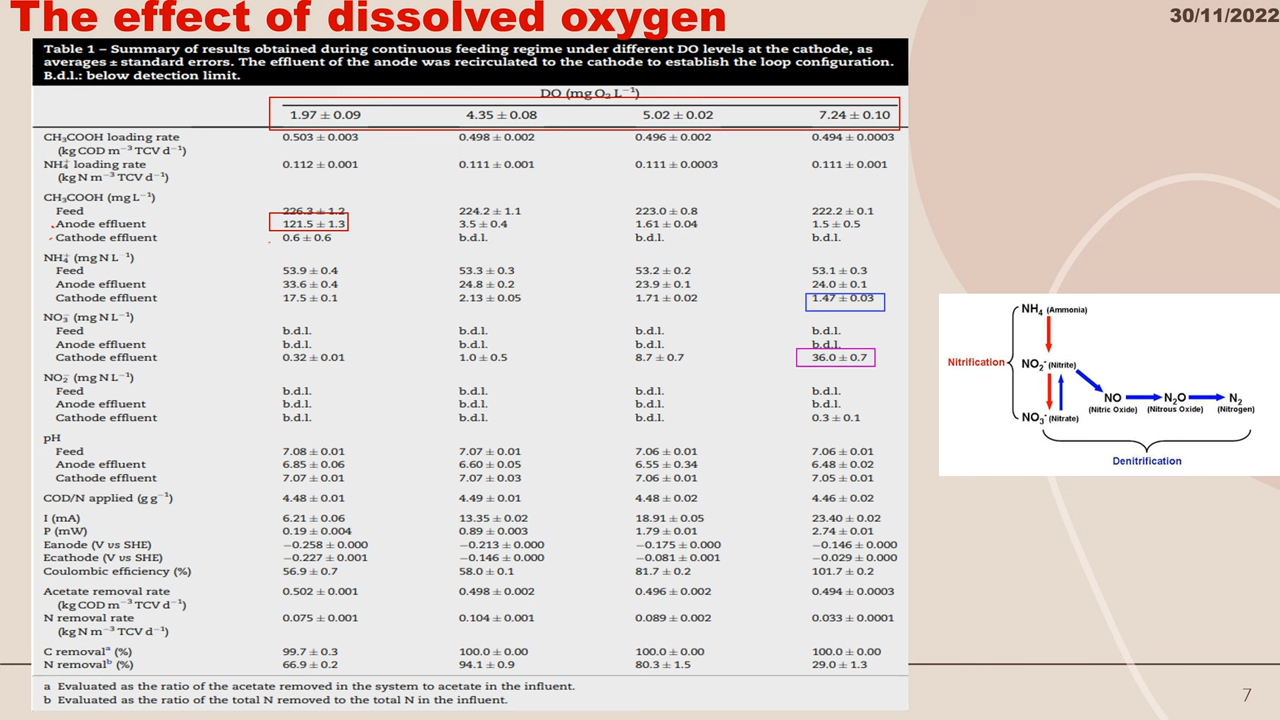 The effect of dissolved oxygen
30/11/2022
Table 1 – Summary of results obtained during continuous feeding regime under different DO levels at the cathode, as
averages ± standard errors. The effluent of the anode was recirculated to the cathode to establish the loop configuration.
B.d.l.: below detection limit.
DO (mg O₂ L⁻¹)
1.97 ± 0.09 4.35 ± 0.08 5.02 ± 0.02 7.24 ± 0.10
CH₃COOH loading rate 0.503 ± 0.003 0.498 ± 0.002 0.496 ± 0.002 0.494 ± 0.0003
(kg COD m⁻³ TCV d⁻¹)
NH₄⁺ loading rate 0.112 ± 0.001 0.111 ± 0.001 0.111 ± 0.0003 0.111 ± 0.001
(kg N m⁻³ TCV d⁻¹)
CH₃COOH (mg L⁻¹)
Feed 226.3 ± 1.2 224.2 ± 1.1 223.0 ± 0.8 222.2 ± 0.1
Anode effluent 121.5 ± 1.3 3.5 ± 0.4 1.61 ± 0.04 1.5 ± 0.5
Cathode effluent 0.6 ± 0.6 b.d.l. b.d.l. b.d.l.
NH₄⁺ (mg N L⁻¹)
Feed 53.9 ± 0.4 53.3 ± 0.3 53.2 ± 0.2 53.1 ± 0.3
Anode effluent 33.6 ± 0.4 24.8 ± 0.2 23.9 ± 0.1 24.0 ± 0.1
Cathode effluent 17.5 ± 0.1 2.13 ± 0.05 1.71 ± 0.02 1.47 ± 0.03
NO₃⁻ (mg N L⁻¹)
Feed b.d.l. b.d.l. b.d.l. b.d.l.
Anode effluent b.d.l. b.d.l. b.d.l. b.d.l.
Cathode effluent 0.32 ± 0.01 1.0 ± 0.5 8.7 ± 0.7 36.0 ± 0.7
NO₂⁻ (mg N L⁻¹)
Feed b.d.l. b.d.l. b.d.l. b.d.l.
Anode effluent b.d.l. b.d.l. b.d.l. b.d.l.
Cathode effluent b.d.l. b.d.l. b.d.l. 0.3 ± 0.1
pH
Feed 7.08 ± 0.01 7.07 ± 0.01 7.06 ± 0.01 7.06 ± 0.01
Anode effluent 6.85 ± 0.06 6.60 ± 0.05 6.55 ± 0.34 6.48 ± 0.02
Cathode effluent 7.07 ± 0.01 7.07 ± 0.03 7.06 ± 0.01 7.05 ± 0.01
COD/N applied (g g⁻¹) 4.48 ± 0.01 4.49 ± 0.01 4.48 ± 0.02 4.46 ± 0.02
I (mA) 6.21 ± 0.06 13.35 ± 0.02 18.91 ± 0.05 23.40 ± 0.02
P (mW) 0.19 ± 0.004 0.89 ± 0.003 1.79 ± 0.01 2.74 ± 0.01
Eanode (V vs SHE) −0.258 ± 0.000 −0.213 ± 0.000 −0.175 ± 0.000 −0.146 ± 0.000
Ecathode (V vs SHE) −0.227 ± 0.001 −0.146 ± 0.000 −0.081 ± 0.001 −0.029 ± 0.000
Coulombic efficiency (%) 56.9 ± 0.7 58.0 ± 0.1 81.7 ± 0.2 101.7 ± 0.2
Acetate removal rate 0.502 ± 0.001 0.498 ± 0.002 0.496 ± 0.002 0.494 ± 0.0003
(kg COD m⁻³ TCV d⁻¹)
N removal rate 0.075 ± 0.001 0.104 ± 0.001 0.089 ± 0.002 0.033 ± 0.0001
(kg N m⁻³ TCV d⁻¹)
C removalᵃ (%) 99.7 ± 0.3 100.0 ± 0.00 100.0 ± 0.00 100.0 ± 0.00
N removalᵇ (%) 66.9 ± 0.2 94.1 ± 0.9 80.3 ± 1.5 29.0 ± 1.3
a Evaluated as the ratio of the acetate removed in the system to acetate in the influent.
b Evaluated as the ratio of the total N removed to the total N in the influent.
NH₄ (Ammonia)
Nitrification
NO₂⁻ (Nitrite)
NO N₂O N₂
(Nitric Oxide) (Nitrous Oxide) (Nitrogen)
NO₃⁻ (Nitrate)
Denitrification
7